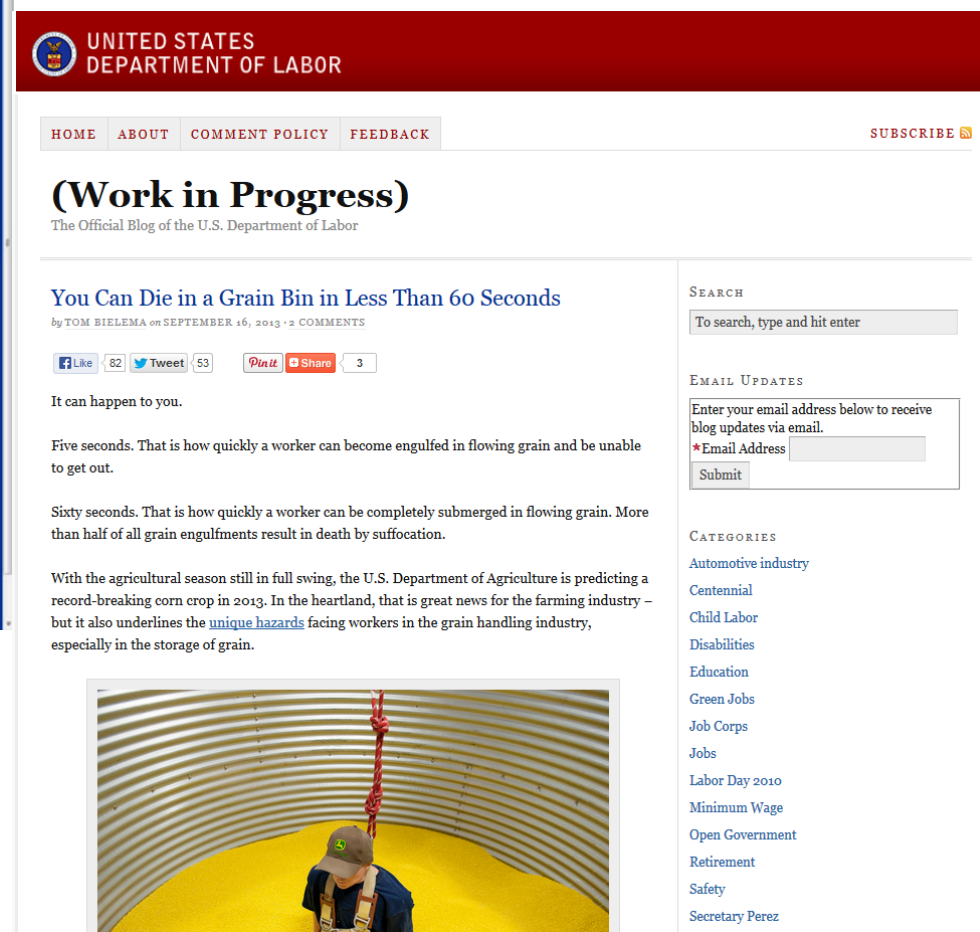 UNITED STATES
DEPARTMENT OF LABOR
HOME ABOUT COMMENT POLICY FEEDBACK
SUBSCRIBE
(Work in Progress)
The Official Blog of the U.S. Department of Labor
You Can Die in a Grain Bin in Less Than 60 Seconds
by TOM BIELEMA on SEPTEMBER 16, 2013 · 2 COMMENTS
Like 82 Tweet 53 Pin it Share 3
It can happen to you.
Five seconds. That is how quickly a worker can become engulfed in flowing grain and be unable
to get out.
Sixty seconds. That is how quickly a worker can be completely submerged in flowing grain. More
than half of all grain engulfments result in death by suffocation.
With the agricultural season still in full swing, the U.S. Department of Agriculture is predicting a
record-breaking corn crop in 2013. In the heartland, that is great news for the farming industry –
but it also underlines the unique hazards facing workers in the grain handling industry,
especially in the storage of grain.
SEARCH
To search, type and hit enter
EMAIL UPDATES
Enter your email address below to receive
blog updates via email.
*Email Address
Submit
CATEGORIES
Automotive industry
Centennial
Child Labor
Disabilities
Education
Green Jobs
Job Corps
Jobs
Labor Day 2010
Minimum Wage
Open Government
Retirement
Safety
Secretary Perez